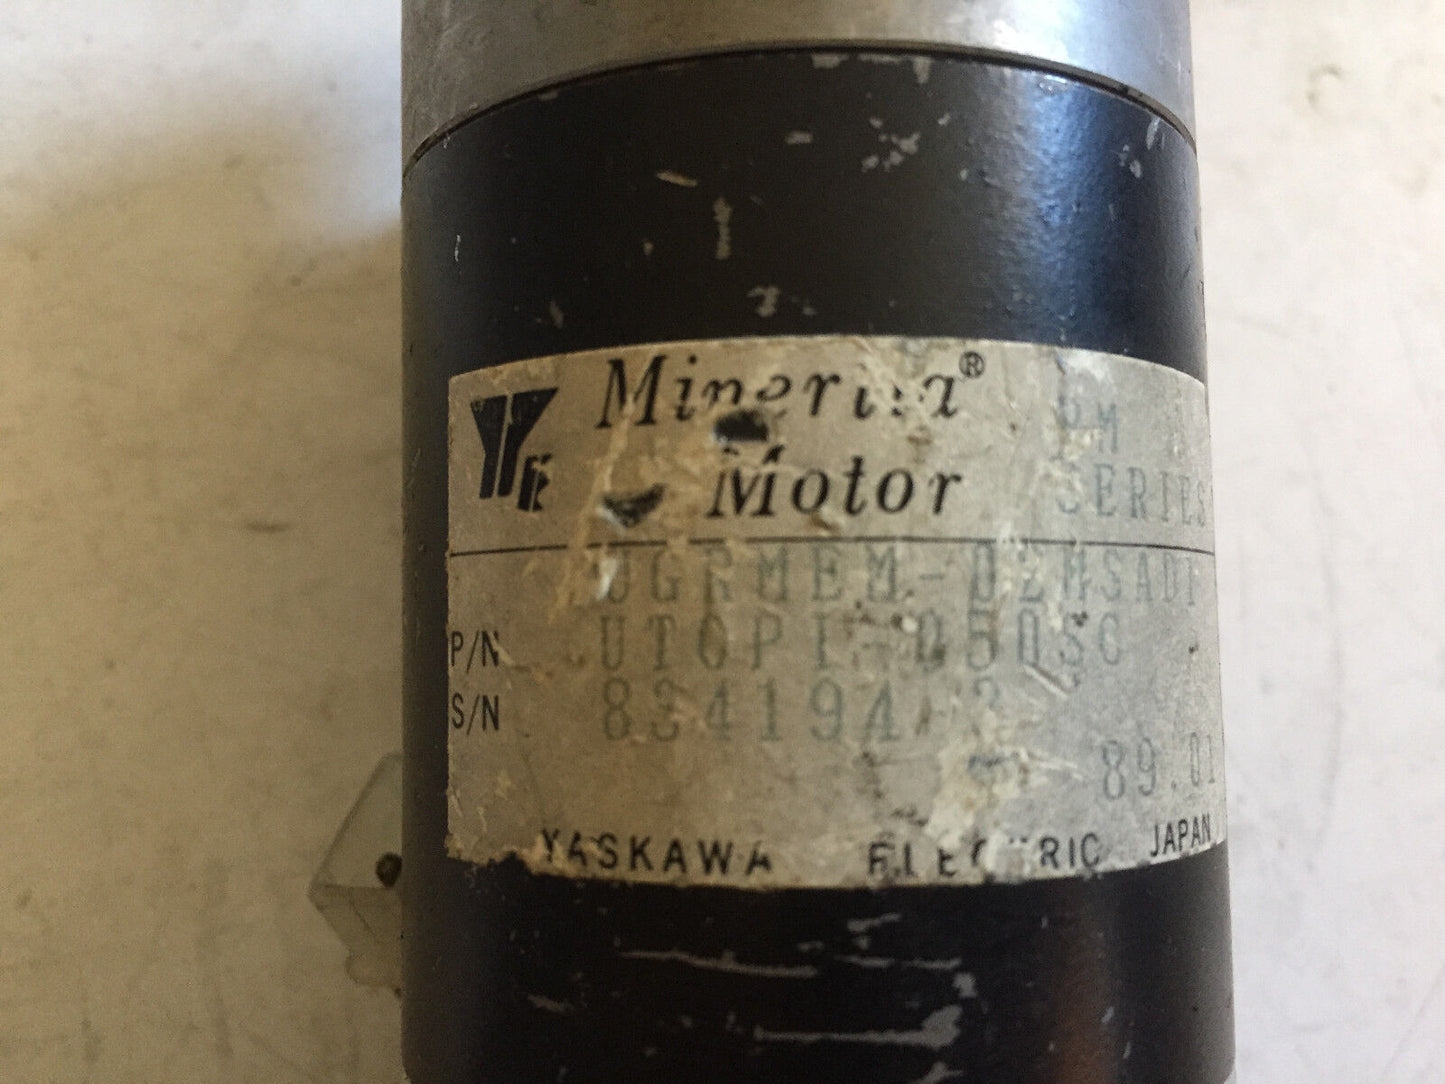 Minertia® M
Motor SERIES
UGRMEM-02MSADF
P/N UTOPI-050SC
S/N 834194
89.01
YASKAWA ELECTRIC JAPAN